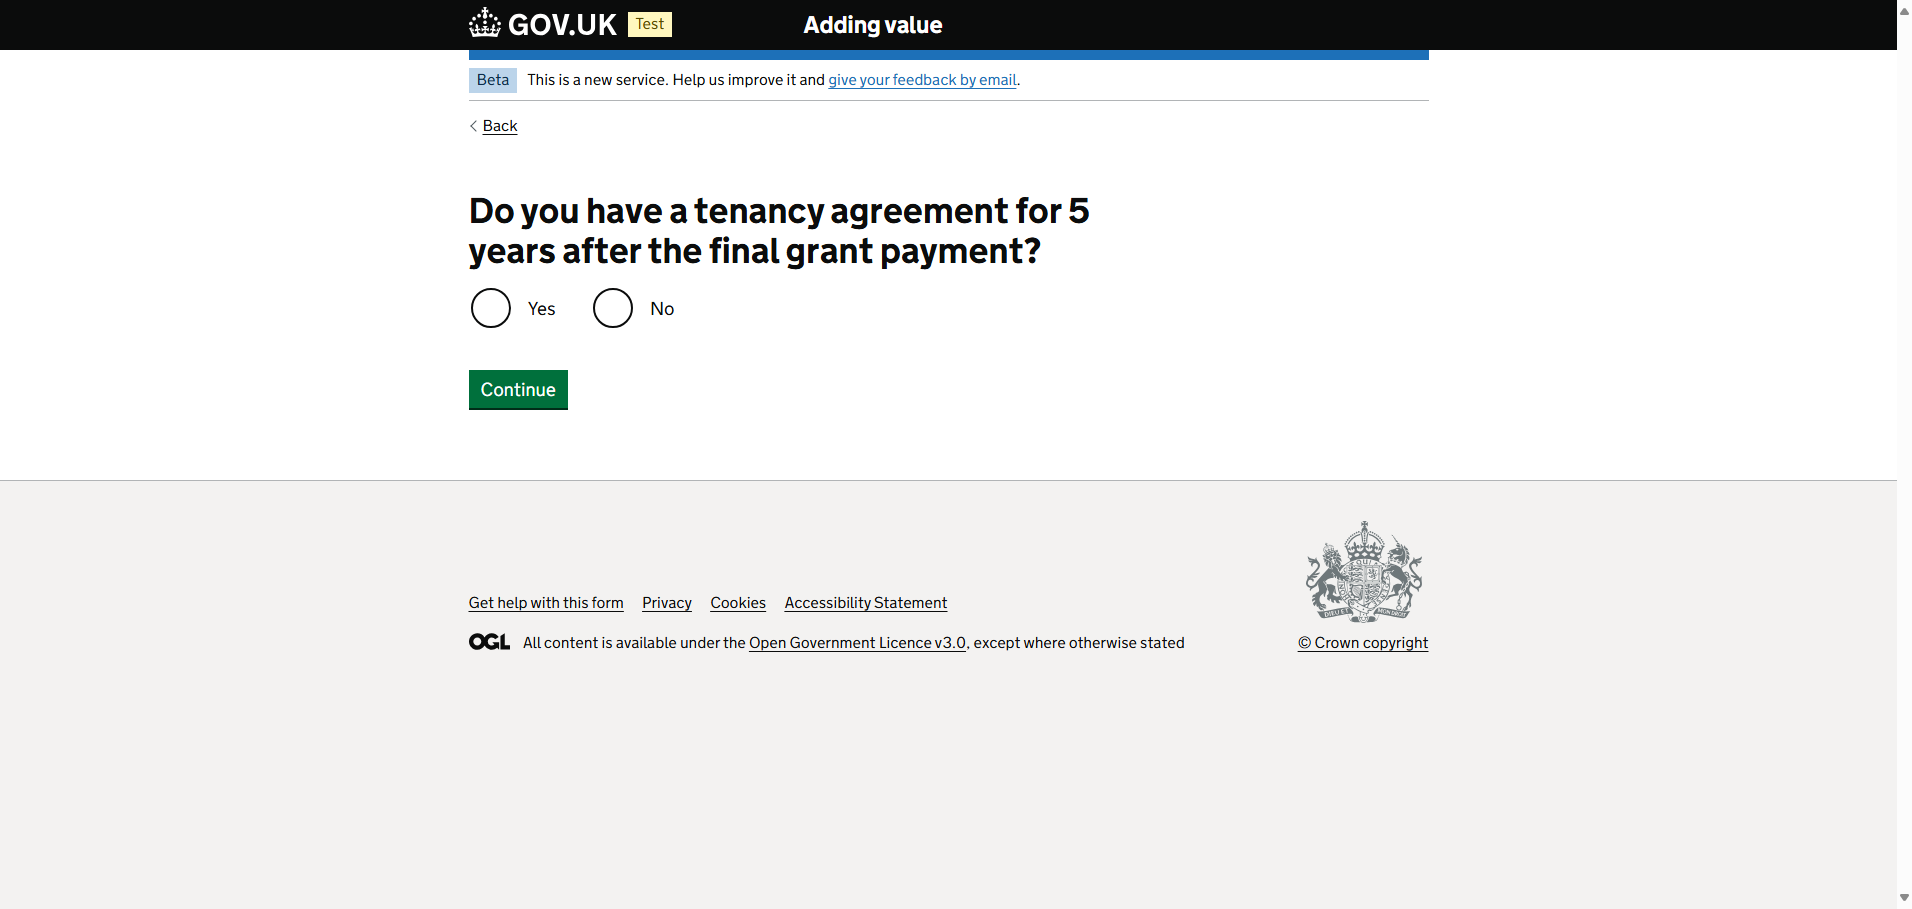 GOV.UK Test Adding value
Beta This is a new service. Help us improve it and give your feedback by email.
Back
Do you have a tenancy agreement for 5
years after the final grant payment?
Yes No
Continue
Get help with this form Privacy Cookies Accessibility Statement
OGL All content is available under the Open Government Licence v3.0, except where otherwise stated
© Crown copyright